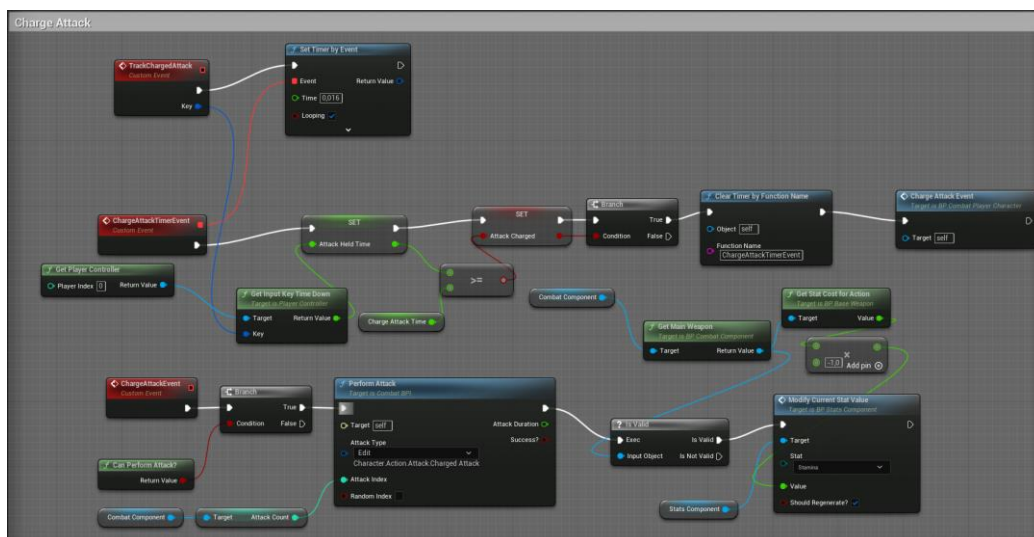 Charge Attack
TrackChargedAttack
Custom Event
Key
Set Timer by Event
Event
Return Value
Time 0,016
Looping
ChargeAttackTimerEvent
Custom Event
SET
Attack Held Time
SET
Attack Charged
Branch
True
Condition
False
Clear Timer by Function Name
Object self
Function Name
ChargeAttackTimerEvent
Charge Attack Event
Target is BP Combat Player Character
Target self
Get Player Controller
Player Index 0
Return Value
Get Input Key Time Down
Target is Player Controller
Target
Return Value
Key
>=
Charge Attack Time
Combat Component
Get Main Weapon
Target is BP Combat Component
Target
Return Value
Get Stat Cost for Action
Target is BP Base Weapon
Target
Value
-1,0
x
Add pin
ChargeAttackEvent
Custom Event
Branch
True
Condition
False
Can Perform Attack?
Return Value
Perform Attack
Target is Combat BPI
Target self
Attack Duration
Success?
Attack Type
Edit
Character.Action.Attack.Charged Attack
Attack Index
Random Index
Combat Component
Target
Attack Count
? Is Valid
Exec
Is Valid
Input Object
Is Not Valid
Modify Current Stat Value
Target is BP Stats Component
Target
Stat
Stamina
Value
Should Regenerate?
Stats Component